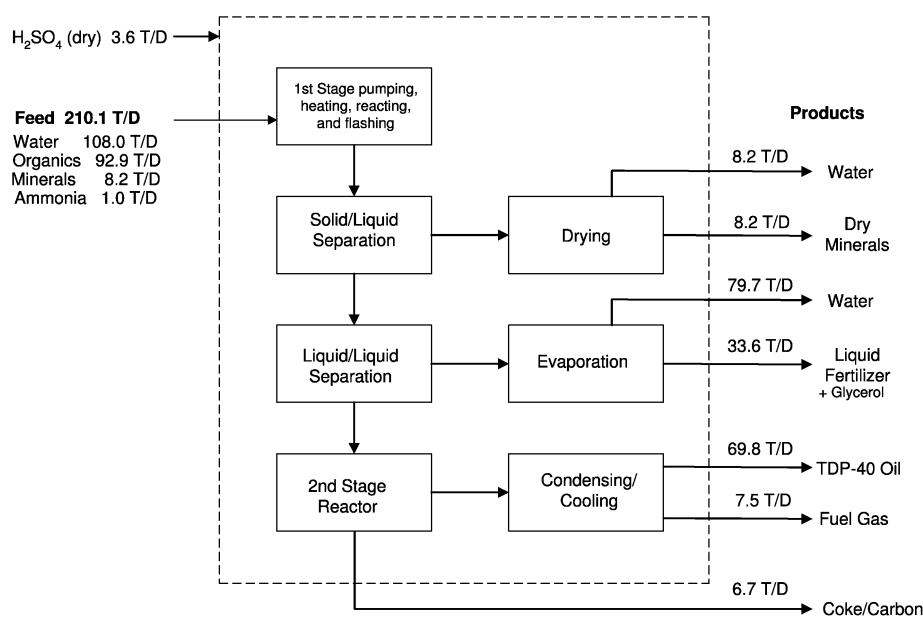 H2SO4 (dry) 3.6 T/D
Feed 210.1 T/D
Water 108.0 T/D
Organics 92.9 T/D
Minerals 8.2 T/D
Ammonia 1.0 T/D
1st Stage pumping,
heating, reacting,
and flashing
Products
8.2 T/D
Water
Solid/Liquid
Separation
Drying
8.2 T/D
Dry
Minerals
79.7 T/D
Water
Liquid/Liquid
Separation
Evaporation
33.6 T/D
Liquid
Fertilizer
+ Glycerol
2nd Stage
Reactor
Condensing/
Cooling
69.8 T/D
TDP-40 Oil
7.5 T/D
Fuel Gas
6.7 T/D
Coke/Carbon